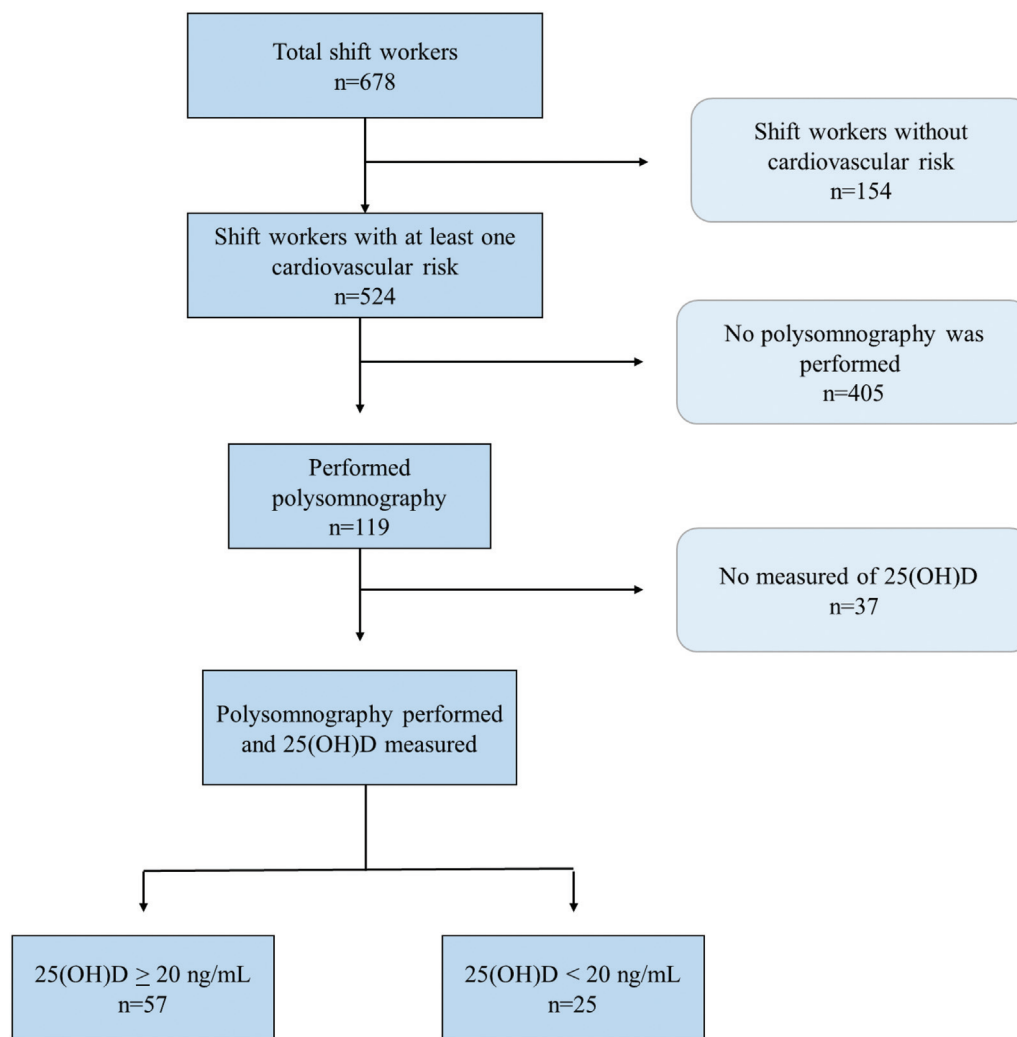 Total shift workers
n=678
Shift workers without
cardiovascular risk
n=154
Shift workers with at least one
cardiovascular risk
n=524
No polysomnography was
performed
n=405
Performed
polysomnography
n=119
No measured of 25(OH)D
n=37
Polysomnography performed
and 25(OH)D measured
25(OH)D ≥ 20 ng/mL
n=57
25(OH)D < 20 ng/mL
n=25